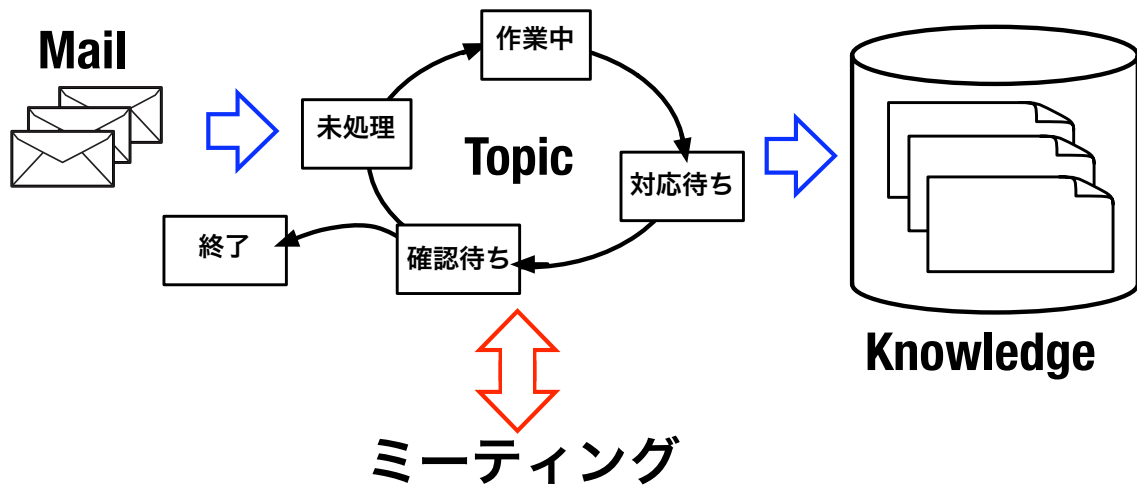 Mail
作業中
未処理
Topic
対応待ち
終了
確認待ち
Knowledge
ミーティング